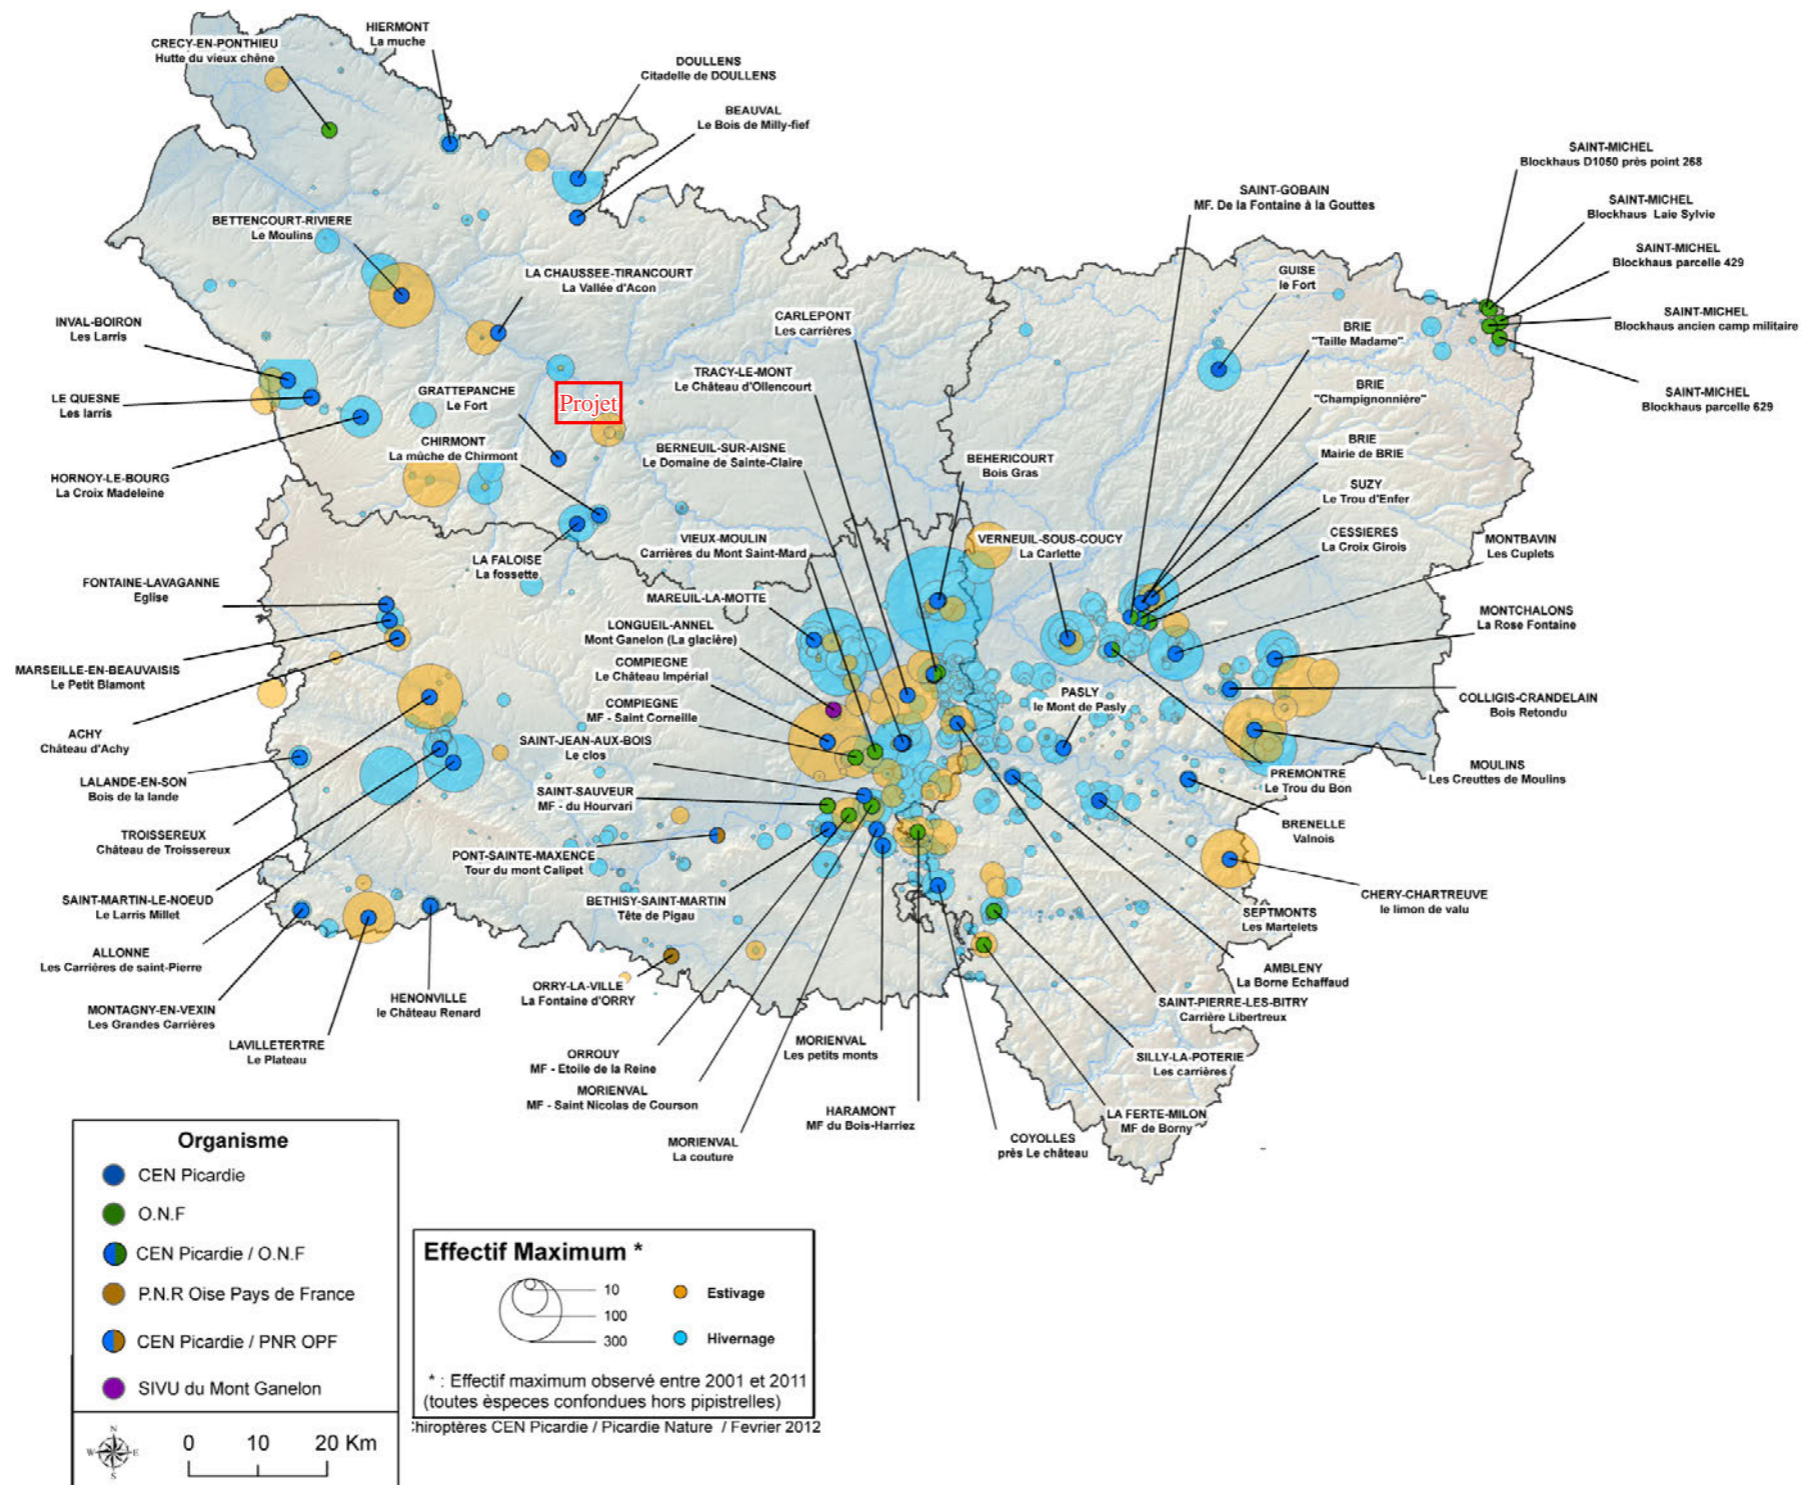 HIERMONT
La muche
CRECY-EN-PONTHIEU
Hutte du vieux chêne
DOULLENS
Citadelle de DOULLENS
BEAUVAL
Le Bois de Milly-fief
SAINT-MICHEL
Blockhaus D1050 près point 268
SAINT-GOBAIN
MF. De la Fontaine à la Gouttes
SAINT-MICHEL
Blockhaus Laie Sylvie
BETTENCOURT-RIVIERE
Le Moulins
SAINT-MICHEL
Blockhaus parcelle 429
LA CHAUSSEE-TIRANCOURT
La Vallée d'Acon
GUISE
le Fort
INVAL-BOIRON
Les Larris
CARLEPONT
Les carrières
BRIE
"Taille Madame"
SAINT-MICHEL
Blockhaus ancien camp militaire
TRACY-LE-MONT
Le Château d'Ollencourt
LE QUESNE
Les larris
GRATTEPANCHE
Le Fort
Projet
BRIE
"Champignonnière"
SAINT-MICHEL
Blockhaus parcelle 629
CHIRMONT
La mûche de Chirmont
BERNEUIL-SUR-AISNE
Le Domaine de Sainte-Claire
BEHERICOURT
Bois Gras
BRIE
Mairie de BRIE
HORNOY-LE-BOURG
La Croix Madeleine
SUZY
Le Trou d'Enfer
LA FALOISE
La fossette
VIEUX-MOULIN
Carrières du Mont Saint-Mard
VERNEUIL-SOUS-COUCY
La Carlette
CESSIERES
La Croix Girois
MONTBAVIN
Les Cuplets
FONTAINE-LAVAGANNE
Eglise
MAREUIL-LA-MOTTE
MONTCHALONS
La Rose Fontaine
LONGUEIL-ANNEL
Mont Ganelon (La glacière)
MARSEILLE-EN-BEAUVAISIS
Le Petit Blamont
COMPIEGNE
Le Château Impérial
PASLY
le Mont de Pasly
COLLIGIS-CRANDELAIN
Bois Retondu
COMPIEGNE
MF - Saint Corneille
ACHY
Château d'Achy
SAINT-JEAN-AUX-BOIS
Le clos
LALANDE-EN-SON
Bois de la lande
PREMONTRE
Le Trou du Bon
MOULINS
Les Creuttes de Moulins
SAINT-SAUVEUR
MF - du Hourvari
TROISSEREUX
Château de Troissereux
BRENELLE
Valnois
PONT-SAINTE-MAXENCE
Tour du mont Calipet
SAINT-MARTIN-LE-NOEUD
Le Larris Millet
BETHISY-SAINT-MARTIN
Tête de Pigau
CHERY-CHARTREUVE
le limon de valu
SEPTMONTS
Les Martelets
ALLONNE
Les Carrières de saint-Pierre
AMBLENY
La Borne Echaffaud
ORRY-LA-VILLE
La Fontaine d'ORRY
HENONVILLE
le Château Renard
MONTAGNY-EN-VEXIN
Les Grandes Carrières
SAINT-PIERRE-LES-BITRY
Carrière Libertreux
LAVILLETERTRE
Le Plateau
MORIENVAL
Les petits monts
ORROUY
MF - Etoile de la Reine
SILLY-LA-POTERIE
Les carrières
MORIENVAL
MF - Saint Nicolas de Courson
HARAMONT
MF du Bois-Harriez
LA FERTE-MILON
MF de Borny
MORIENVAL
La couture
COYOLLES
près Le château
Organisme
CEN Picardie
O.N.F
CEN Picardie / O.N.F
P.N.R Oise Pays de France
CEN Picardie / PNR OPF
SIVU du Mont Ganelon
N
W E
S
0 10 20 Km
Effectif Maximum *
10
100
300
Estivage
Hivernage
* : Effectif maximum observé entre 2001 et 2011
(toutes èspeces confondues hors pipistrelles)
hiroptères CEN Picardie / Picardie Nature / Fevrier 2012